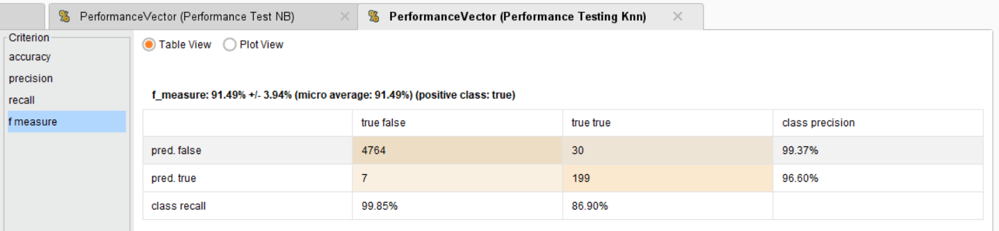 PerformanceVector (Performance Test NB) PerformanceVector (Performance Testing Knn)
Criterion
accuracy
precision
recall
f measure
Table View Plot View
f_measure: 91.49% +/- 3.94% (micro average: 91.49%) (positive class: true)
true false true true class precision
pred. false 4764 30 99.37%
pred. true 7 199 96.60%
class recall 99.85% 86.90%